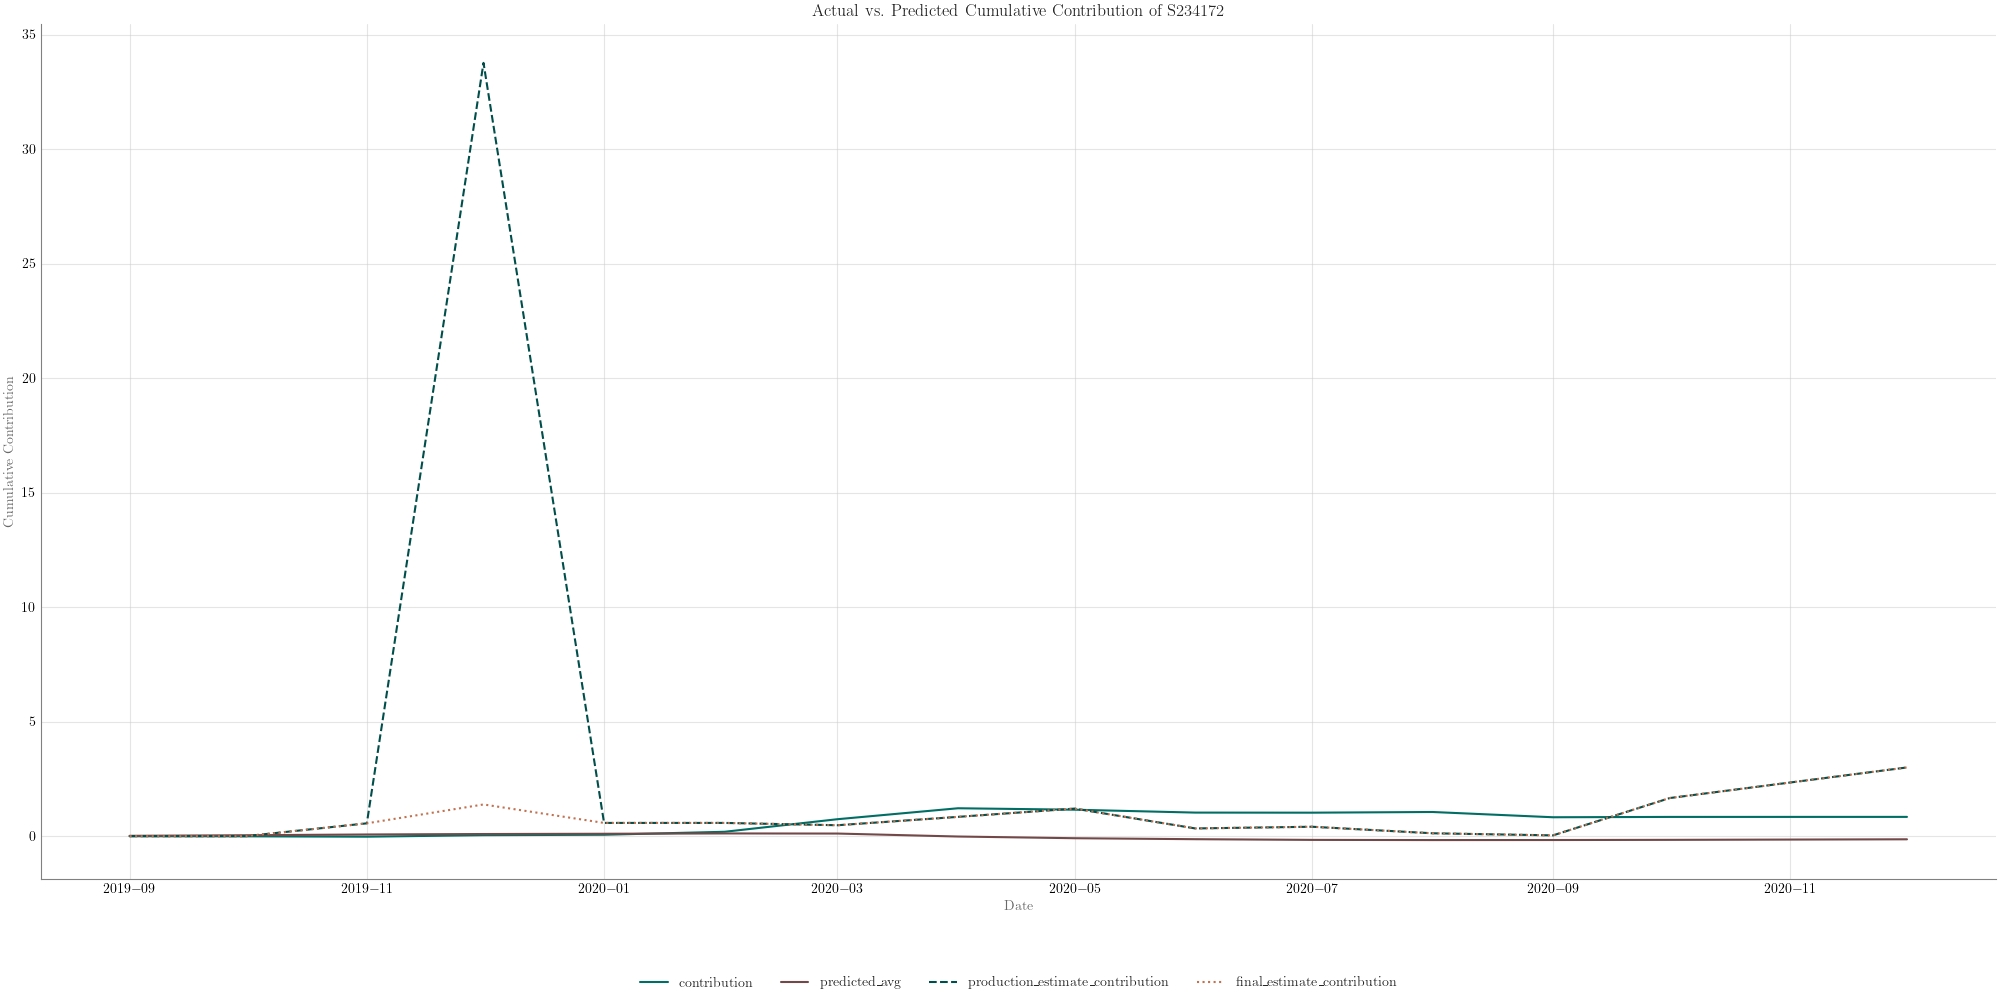 Actual vs. Predicted Cumulative Contribution of S234172
35
30
25
20
15
10
5
0
Cumulative Contribution
2019−09 2019−11 2020−01 2020−03 2020−05 2020−07 2020−09 2020−11
Date
contribution predicted_avg production_estimate_contribution final_estimate_contribution